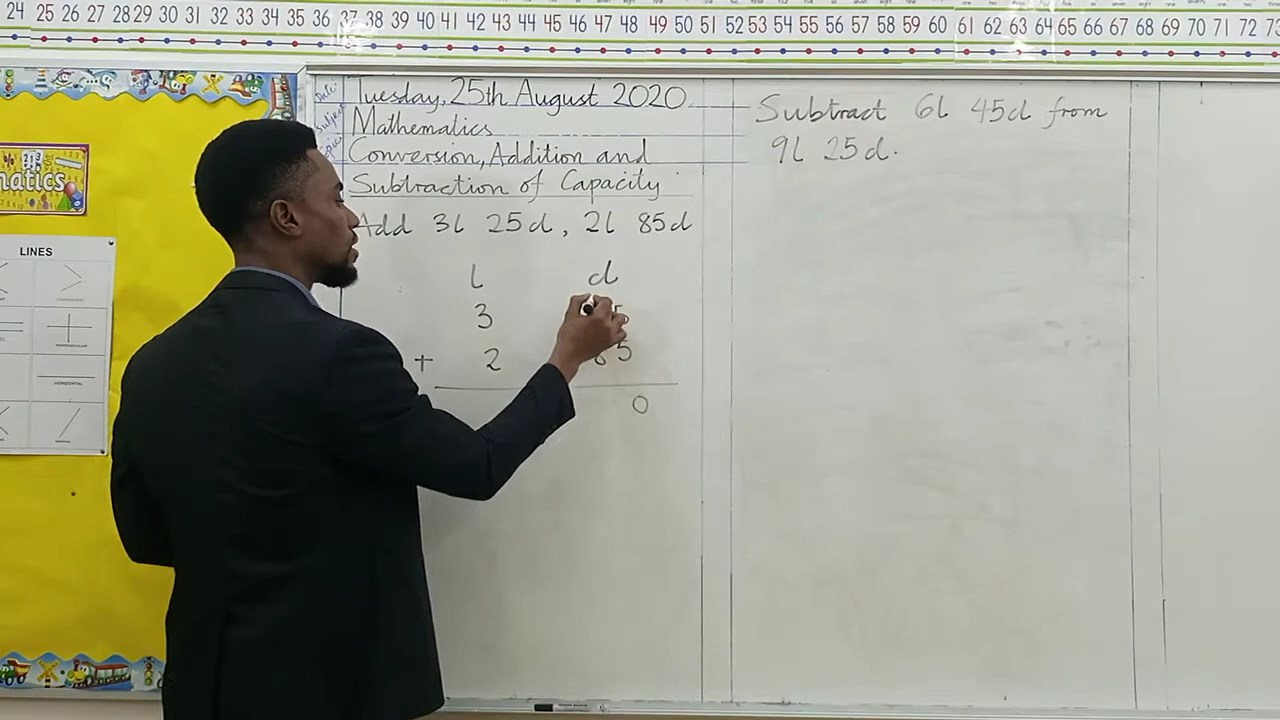 24 25 26 27 28 29 30 31 32 33 34 35 36 37 38 39 40 41 42 43 44 45 46 47 48 49 50 51 52 53 54 55 56 57 58 59 60 61 62 63 64 65 66 67 68 69 70 71 72 73
Date:
Tuesday, 25th August 2020
Subject
Mathematics
Conversion, Addition and
Subtraction of Capacity
Add 3l 25d, 2l 85d
l d
3
+ 2 5
0
Subtract 6l 45d from
9l 25d.
matics
LINES
HORIZONTAL